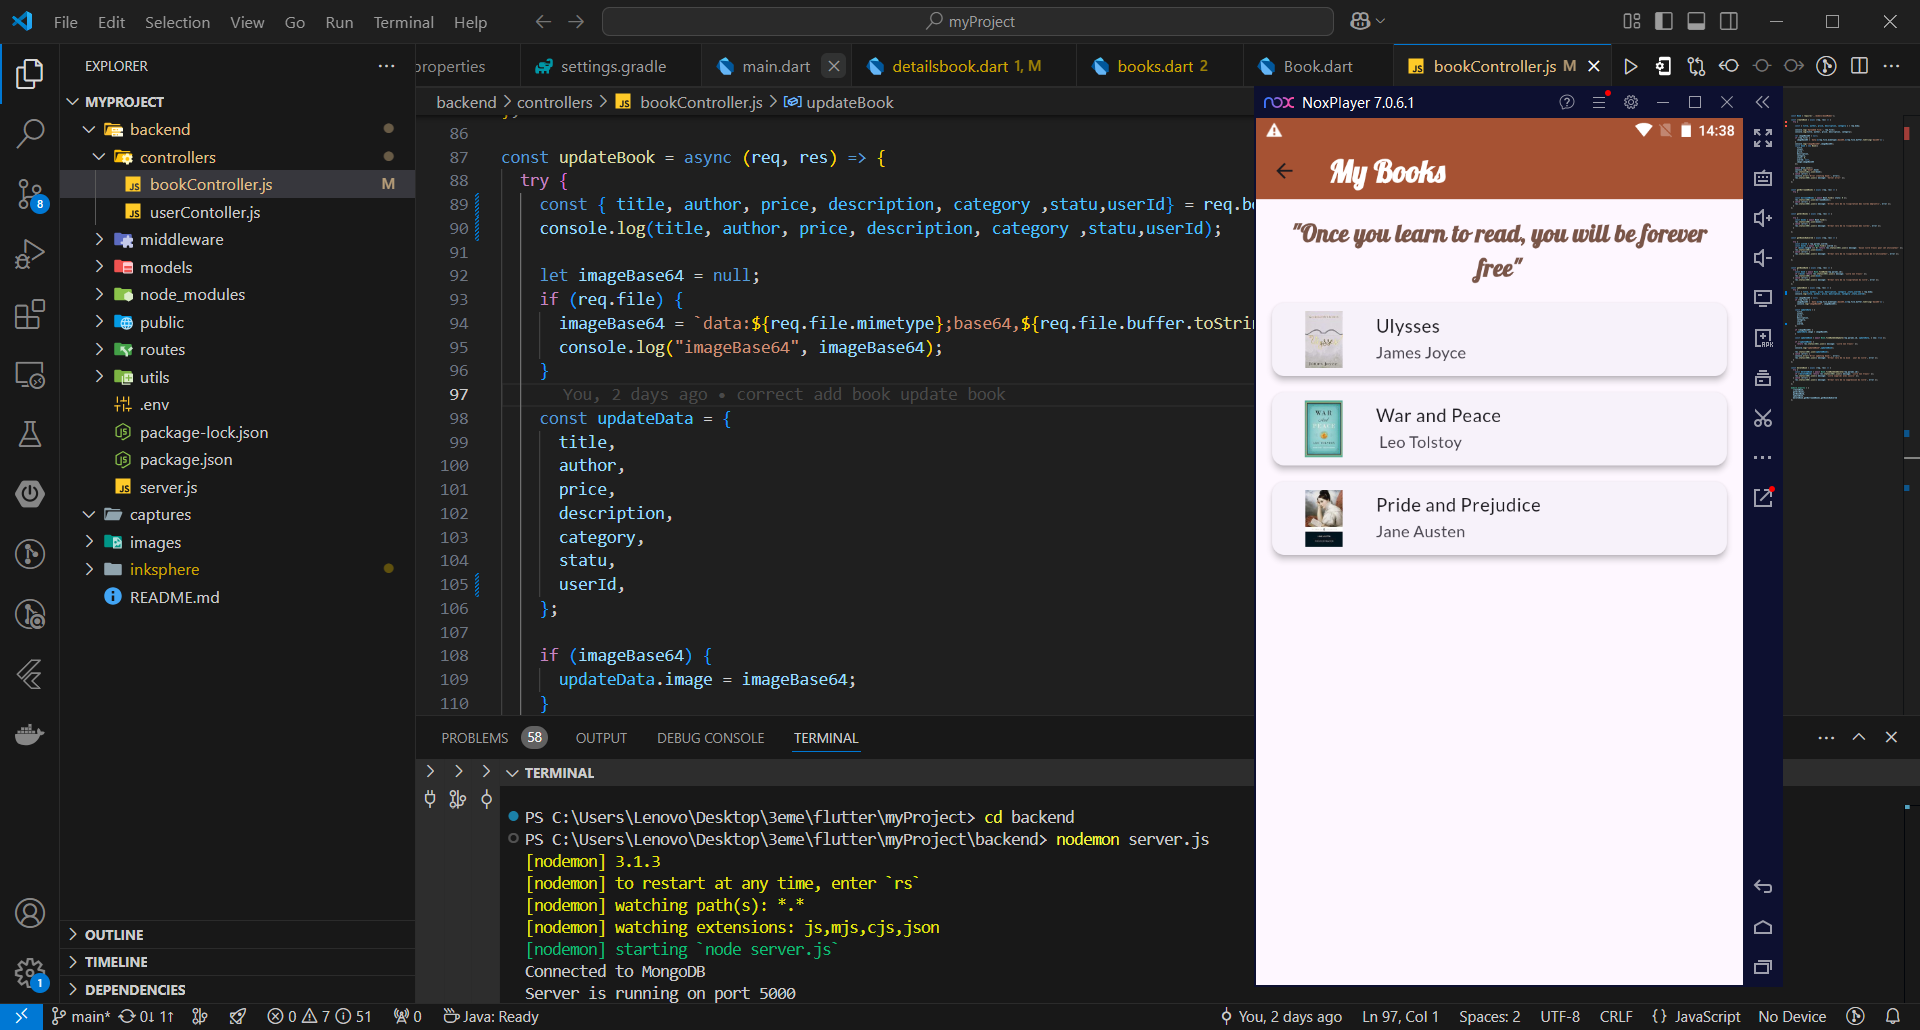 File Edit Selection View Go Run Terminal Help
myProject
EXPLORER
MYPROJECT
backend
controllers
bookController.js M
userContoller.js
middleware
models
node_modules
public
routes
utils
.env
package-lock.json
package.json
server.js
captures
images
inksphere
README.md
OUTLINE
TIMELINE
DEPENDENCIES
8
1
properties
settings.gradle
main.dart
detailsbook.dart 1, M
books.dart 2
Book.dart
bookController.js M
backend > controllers > bookController.js > updateBook
86
87 const updateBook = async (req, res) => {
88 try {
89 const { title, author, price, description, category ,statu,userId} = req.b
90 console.log(title, author, price, description, category ,statu,userId);
91
92 let imageBase64 = null;
93 if (req.file) {
94 imageBase64 = `data:${req.file.mimetype};base64,${req.file.buffer.toStrin
95 console.log("imageBase64", imageBase64);
96 }
97 You, 2 days ago • correct add book update book
98 const updateData = {
99 title,
100 author,
101 price,
102 description,
103 category,
104 statu,
105 userId,
106 };
107
108 if (imageBase64) {
109 updateData.image = imageBase64;
110 }
PROBLEMS 58 OUTPUT DEBUG CONSOLE TERMINAL
TERMINAL
PS C:\Users\Lenovo\Desktop\3eme\flutter\myProject> cd backend
PS C:\Users\Lenovo\Desktop\3eme\flutter\myProject\backend> nodemon server.js
[nodemon] 3.1.3
[nodemon] to restart at any time, enter `rs`
[nodemon] watching path(s): *.*
[nodemon] watching extensions: js,mjs,cjs,json
[nodemon] starting `node server.js`
Connected to MongoDB
Server is running on port 5000
nox NoxPlayer 7.0.6.1
14:38
My Books
"Once you learn to read, you will be forever
free"
Ulysses
James Joyce
WAR
PEACE
War and Peace
Leo Tolstoy
Pride and Prejudice
Jane Austen
main* 0↓ 1↑ 0 7 51 0 Java: Ready
You, 2 days ago Ln 97, Col 1 Spaces: 2 UTF-8 CRLF {} JavaScript No Device